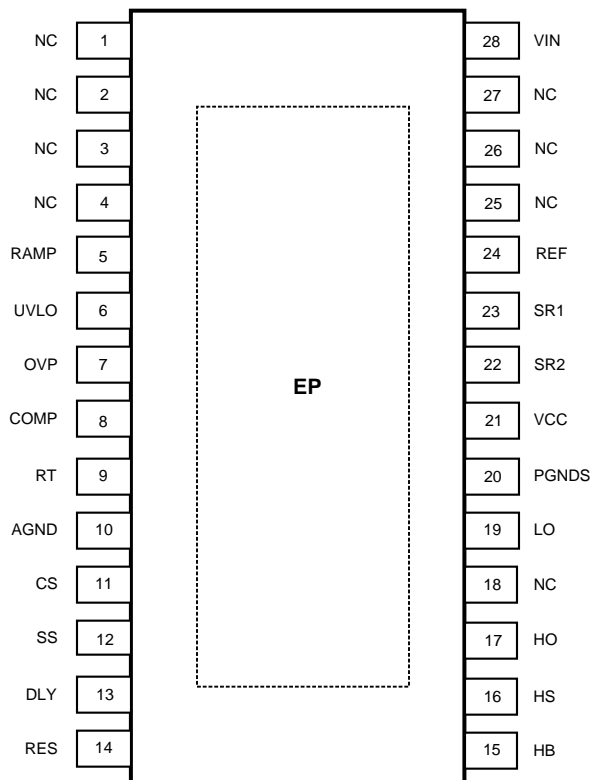 NC 1 28 VIN
NC 2 27 NC
NC 3 26 NC
NC 4 25 NC
RAMP 5 24 REF
UVLO 6 23 SR1
OVP 7 22 SR2
EP
COMP 8 21 VCC
RT 9 20 PGNDS
AGND 10 19 LO
CS 11 18 NC
SS 12 17 HO
DLY 13 16 HS
RES 14 15 HB